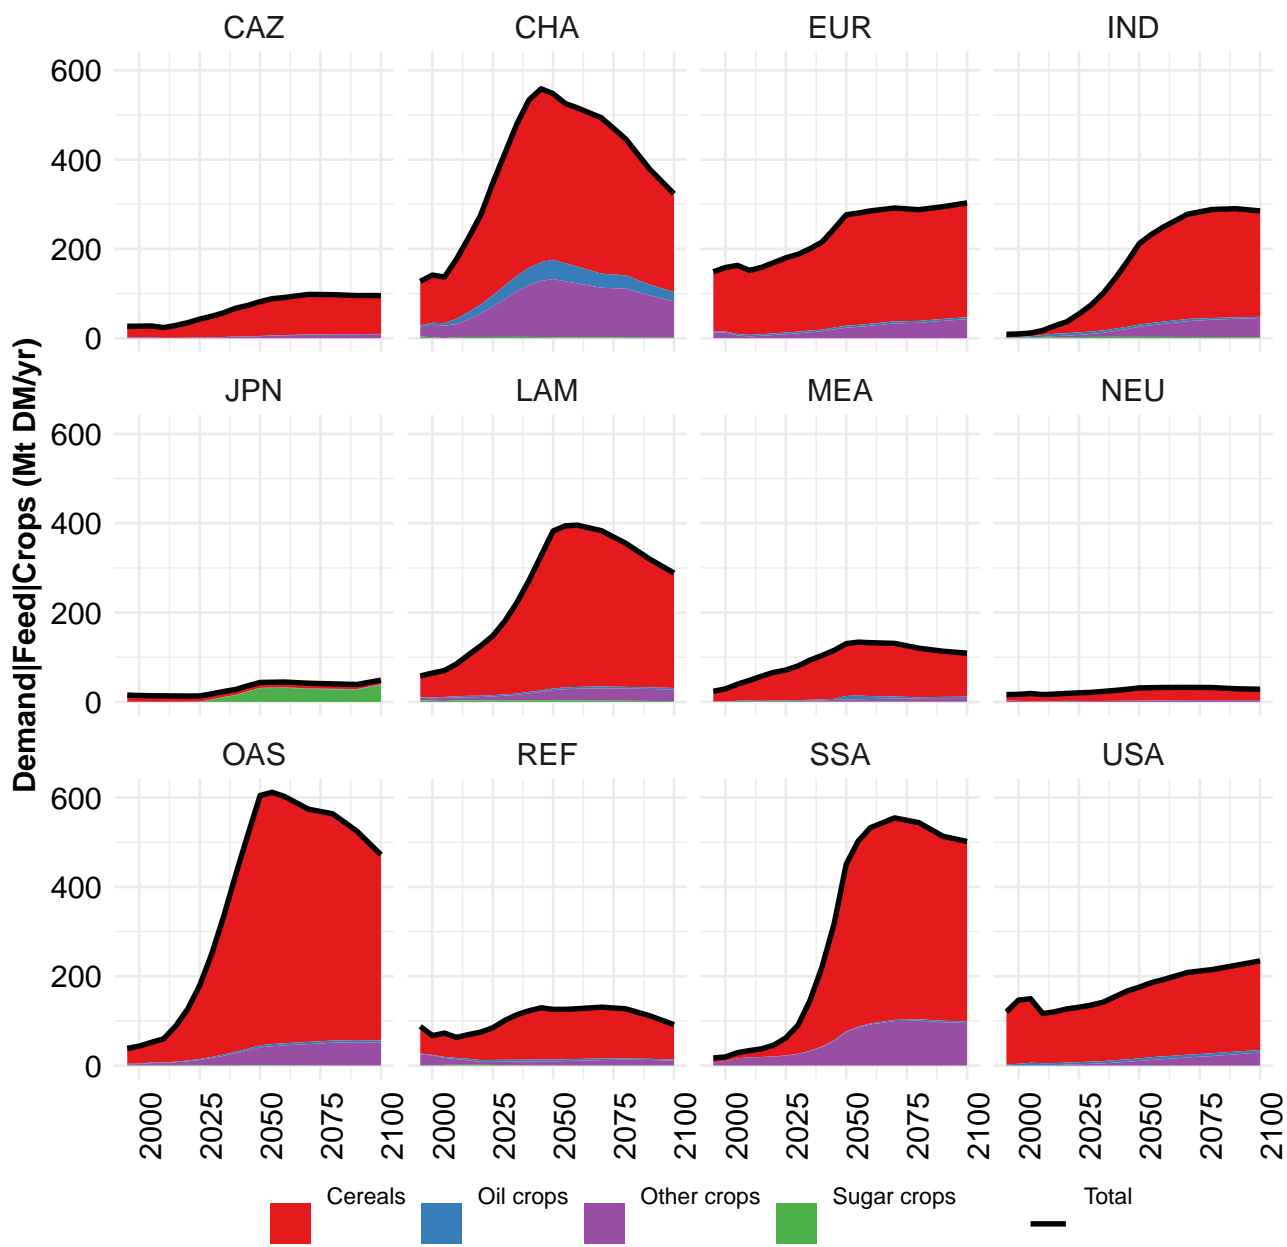 CAZ CHA EUR IND
600
400
200
0
JPN LAM MEA NEU
600
400
200
0
OAS REF SSA USA
600
400
200
0
2000 2025 2050 2075 2100 2000 2025 2050 2075 2100 2000 2025 2050 2075 2100 2000 2025 2050 2075 2100
Demand|Feed|Crops (Mt DM/yr)
Cereals Oil crops Other crops Sugar crops Total